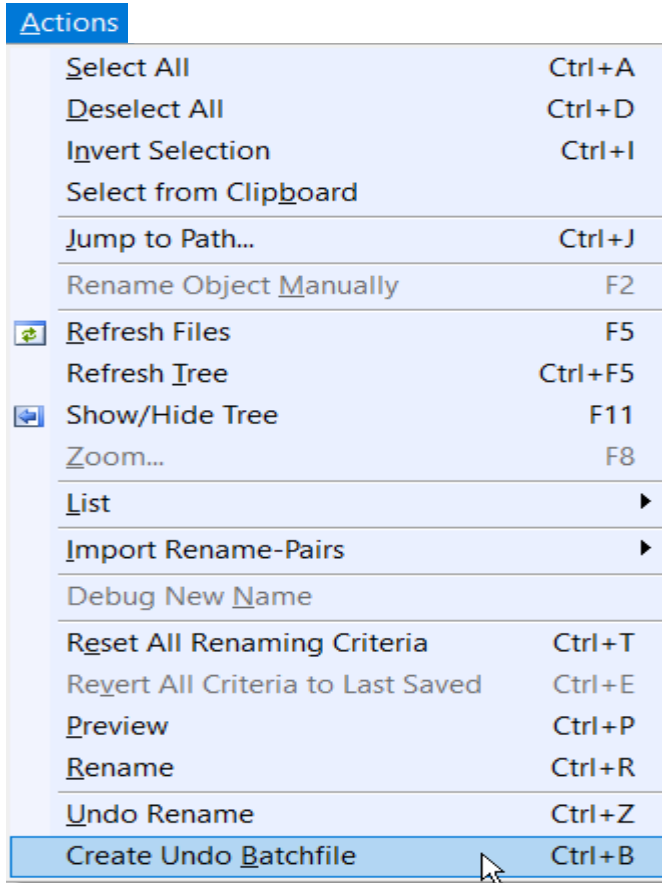 Actions
Select All Ctrl+A
Deselect All Ctrl+D
Invert Selection Ctrl+I
Select from Clipboard
Jump to Path... Ctrl+J
Rename Object Manually F2
Refresh Files F5
Refresh Tree Ctrl+F5
Show/Hide Tree F11
Zoom... F8
List
Import Rename-Pairs
Debug New Name
Reset All Renaming Criteria Ctrl+T
Revert All Criteria to Last Saved Ctrl+E
Preview Ctrl+P
Rename Ctrl+R
Undo Rename Ctrl+Z
Create Undo Batchfile Ctrl+B